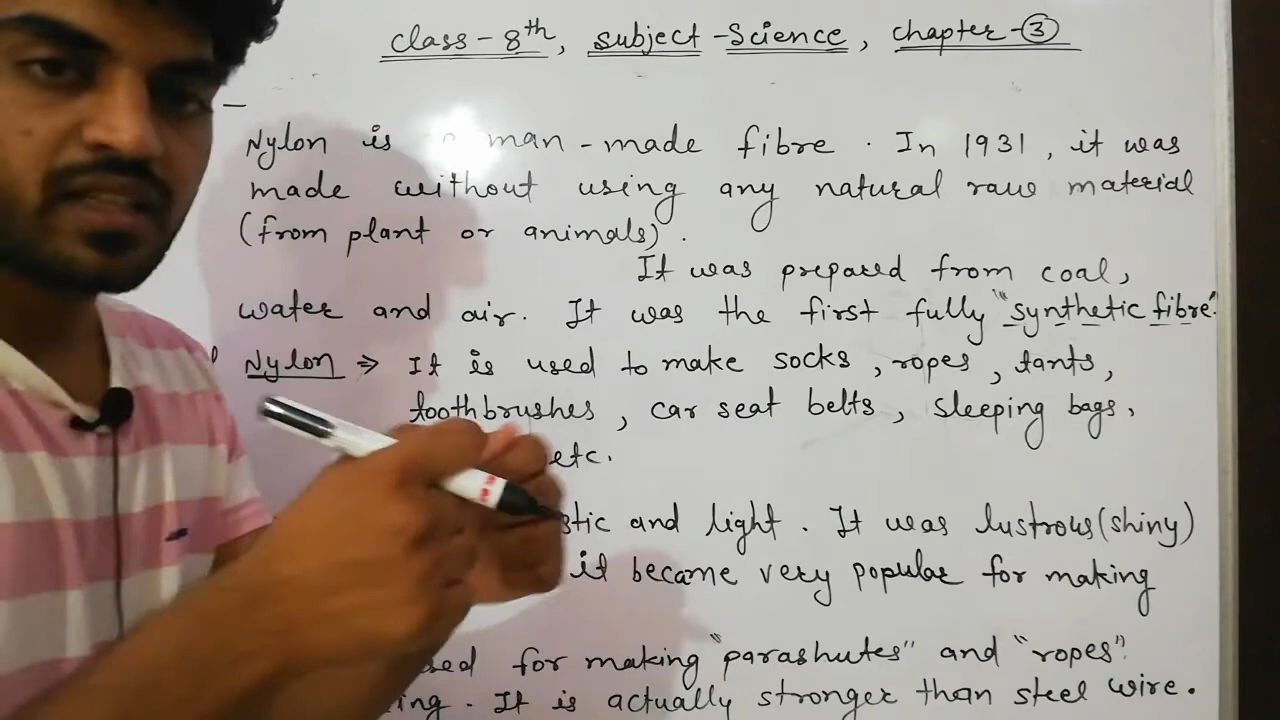 class - 8th, subject - Science, chapter - 3
Nylon is man - made fibre. In 1931, it was
made without using any natural raw material
(from plant or animals).
It was prepared from coal,
water and air. It was the first fully "synthetic fibre".
Nylon ⇒ It is used to make socks, ropes, tants,
toothbrushes, car seat belts, sleeping bags,
etc.
and light. It was lustrous (shiny)
it became very popular for making
for making "parashutes" and "ropes".
It is actually stronger than steel wire.